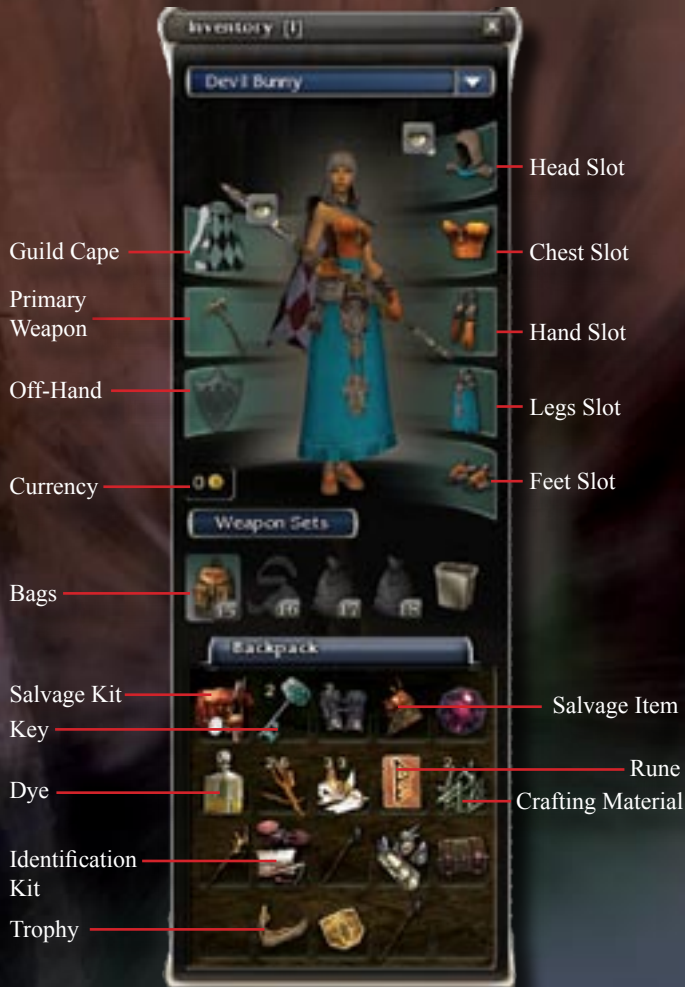 Inventory [I]
Devil Bunny
Head Slot
Guild Cape
Chest Slot
Primary
Weapon
Hand Slot
Off-Hand
Legs Slot
Currency
0
Feet Slot
Weapon Sets
Bags
Backpack
Salvage Kit
2
Salvage Item
Key
Rune
Dye
Crafting Material
Identification
Kit
Trophy